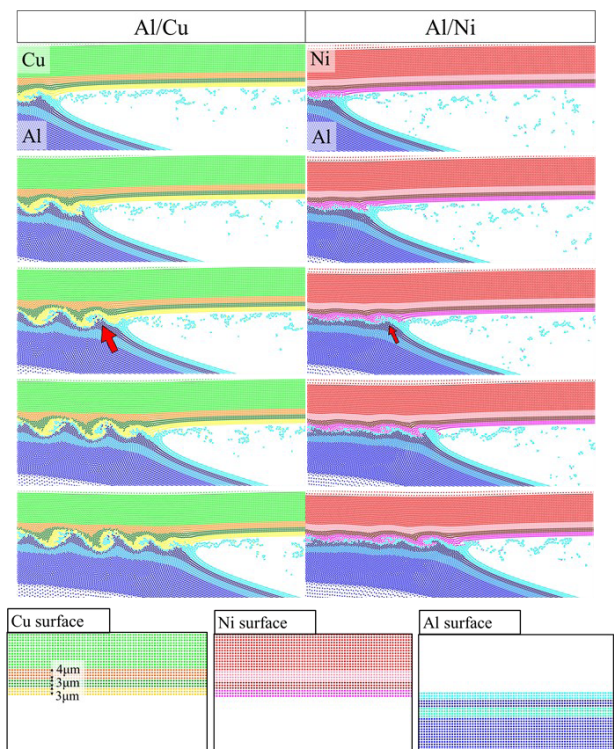 Al/Cu
Al/Ni
Cu
Ni
Al
Al
Cu surface
Ni surface
Al surface
4μm
3μm
3μm